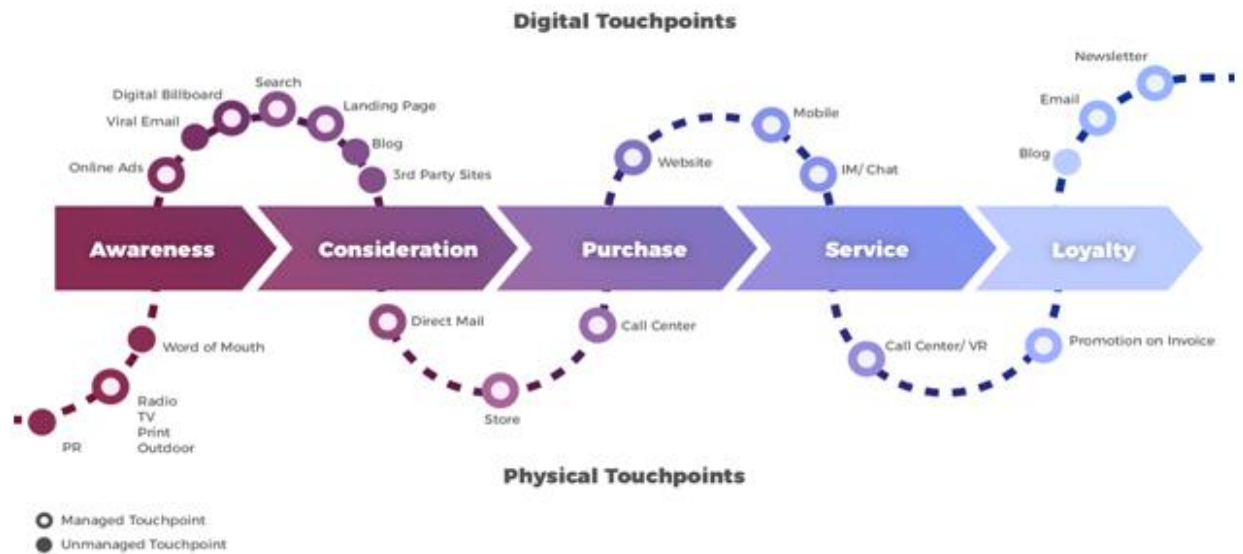 Digital Touchpoints
Newsletter
Search
Digital Billboard
Landing Page
Email
Viral Email
Mobile
Blog
Blog
Website
Online Ads
3rd Party Sites
IM/ Chat
Awareness
Consideration
Purchase
Service
Loyalty
Direct Mail
Call Center
Word of Mouth
Call Center/ VR
Promotion on Invoice
Radio
TV
Print
Outdoor
Store
PR
Physical Touchpoints
Managed Touchpoint
Unmanaged Touchpoint